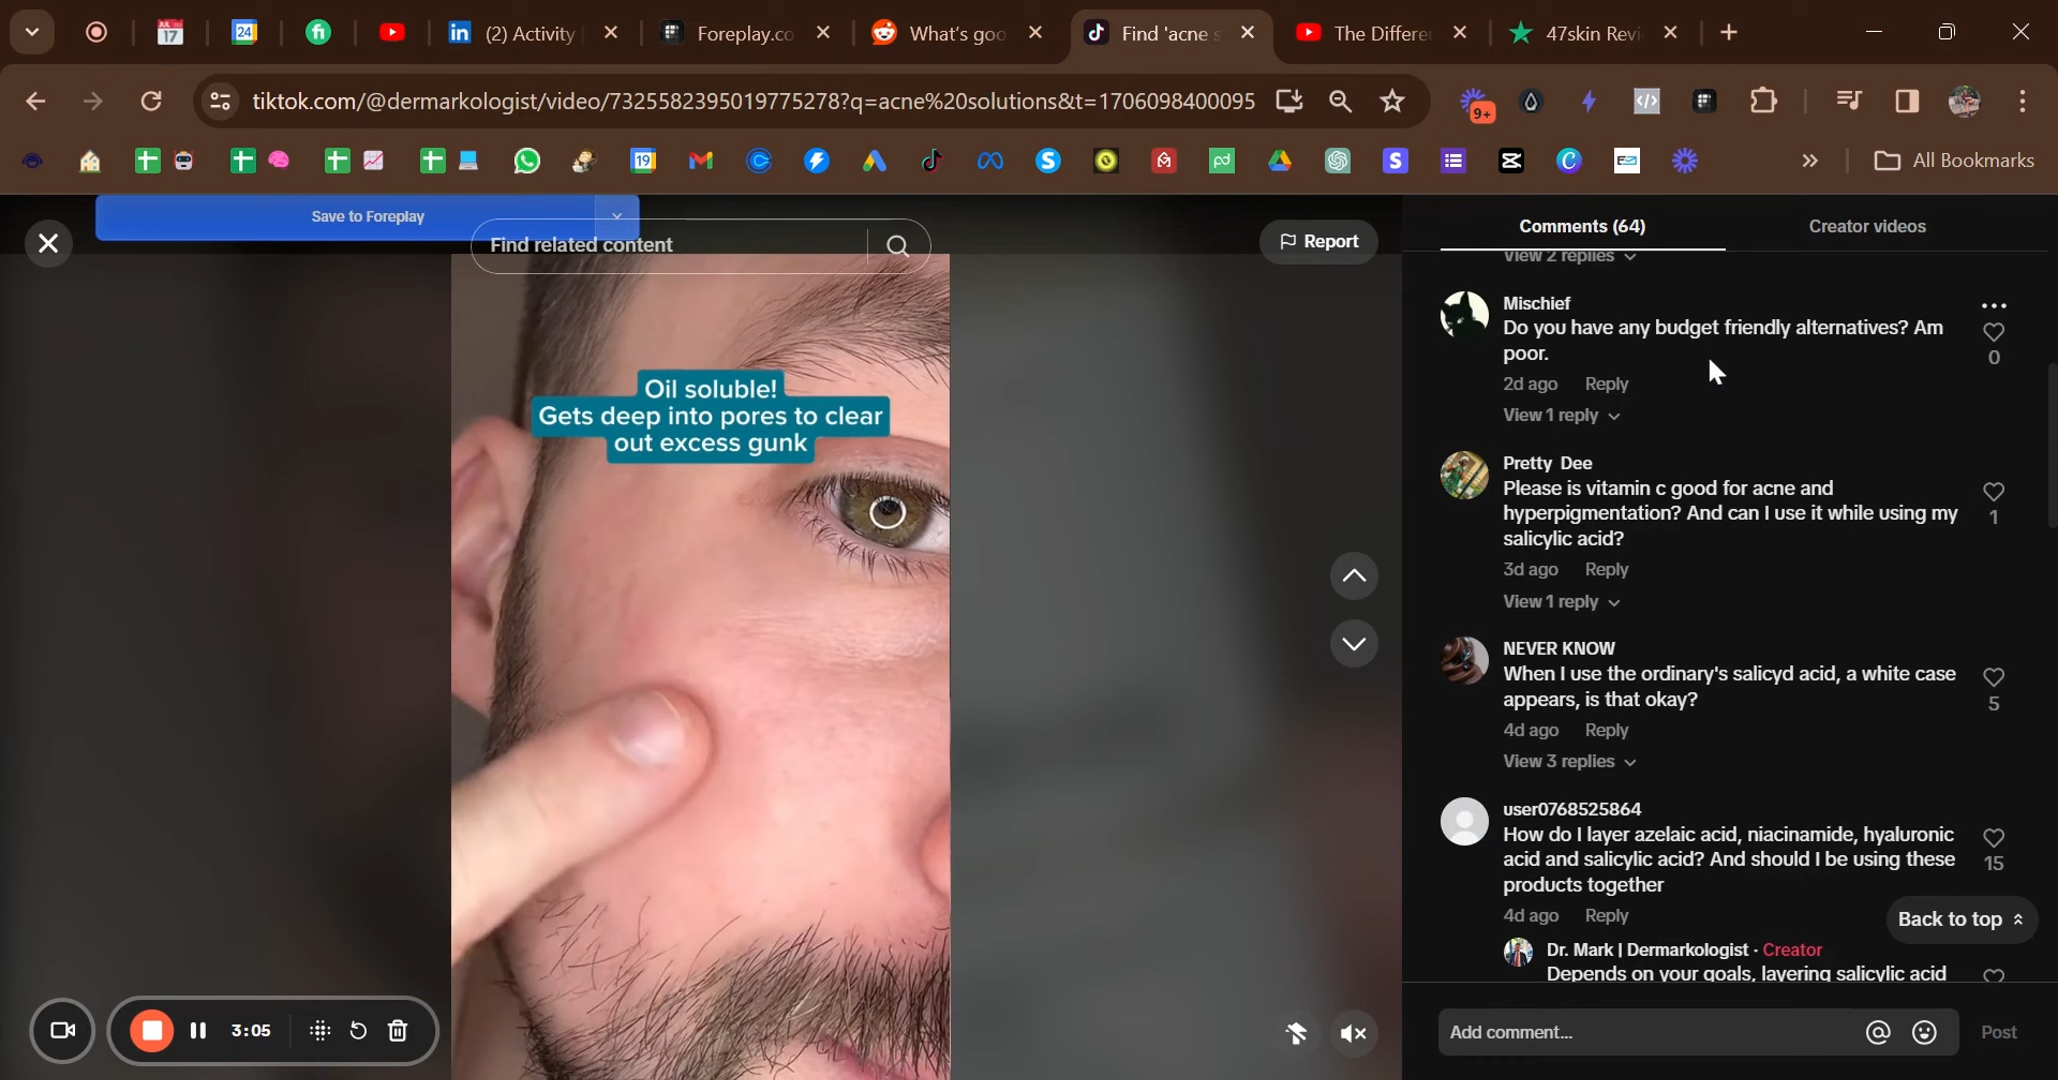 JUL
17
24
(2) Activity
Foreplay.co
What's goo
Find 'acne s
The Differe
47skin Revi
tiktok.com/@dermarkologist/video/7325582395019775278?q=acne%20solutions&t=1706098400095
9+
19
All Bookmarks
Save to Foreplay
Find related content
Report
Comments (64)
Creator videos
View 2 replies
Oil soluble!
Gets deep into pores to clear
out excess gunk
Mischief
Do you have any budget friendly alternatives? Am
poor.
0
2d ago Reply
View 1 reply
Pretty Dee
Please is vitamin c good for acne and
hyperpigmentation? And can I use it while using my
salicylic acid?
1
3d ago Reply
View 1 reply
NEVER KNOW
When I use the ordinary's salicyd acid, a white case
appears, is that okay?
5
4d ago Reply
View 3 replies
user0768525864
How do I layer azelaic acid, niacinamide, hyaluronic
acid and salicylic acid? And should I be using these
products together
15
4d ago Reply
Back to top
Dr. Mark | Dermarkologist · Creator
Depends on your goals, layering salicylic acid
3:05
Add comment...
Post